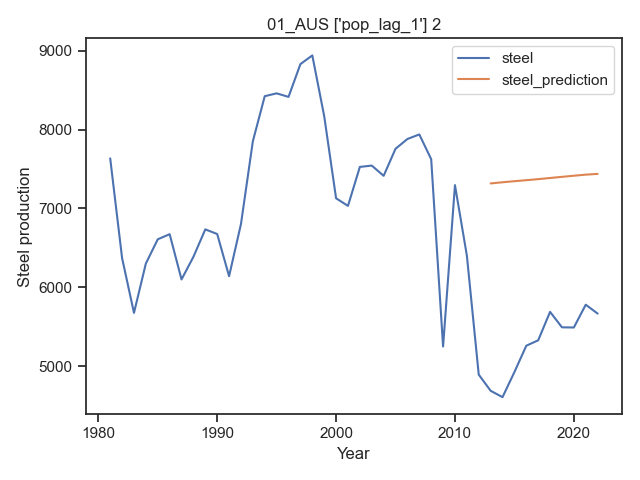 01_AUS ['pop_lag_1'] 2
steel
steel_prediction
Steel production
9000
8000
7000
6000
5000
1980 1990 2000 2010 2020
Year